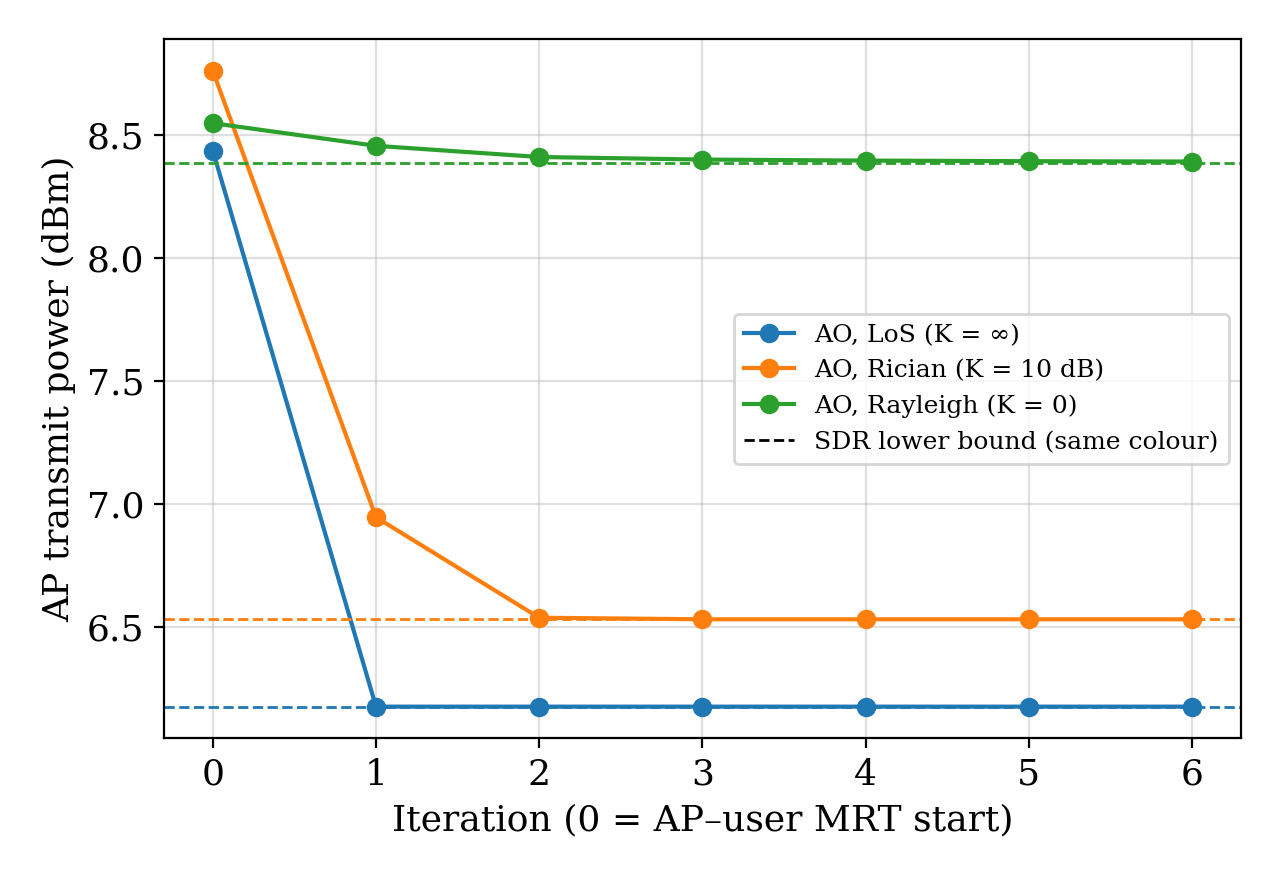 AP transmit power (dBm)
8.5
8.0
7.5
7.0
6.5
AO, LoS (K = ∞)
AO, Rician (K = 10 dB)
AO, Rayleigh (K = 0)
SDR lower bound (same colour)
0 1 2 3 4 5 6
Iteration (0 = AP–user MRT start)